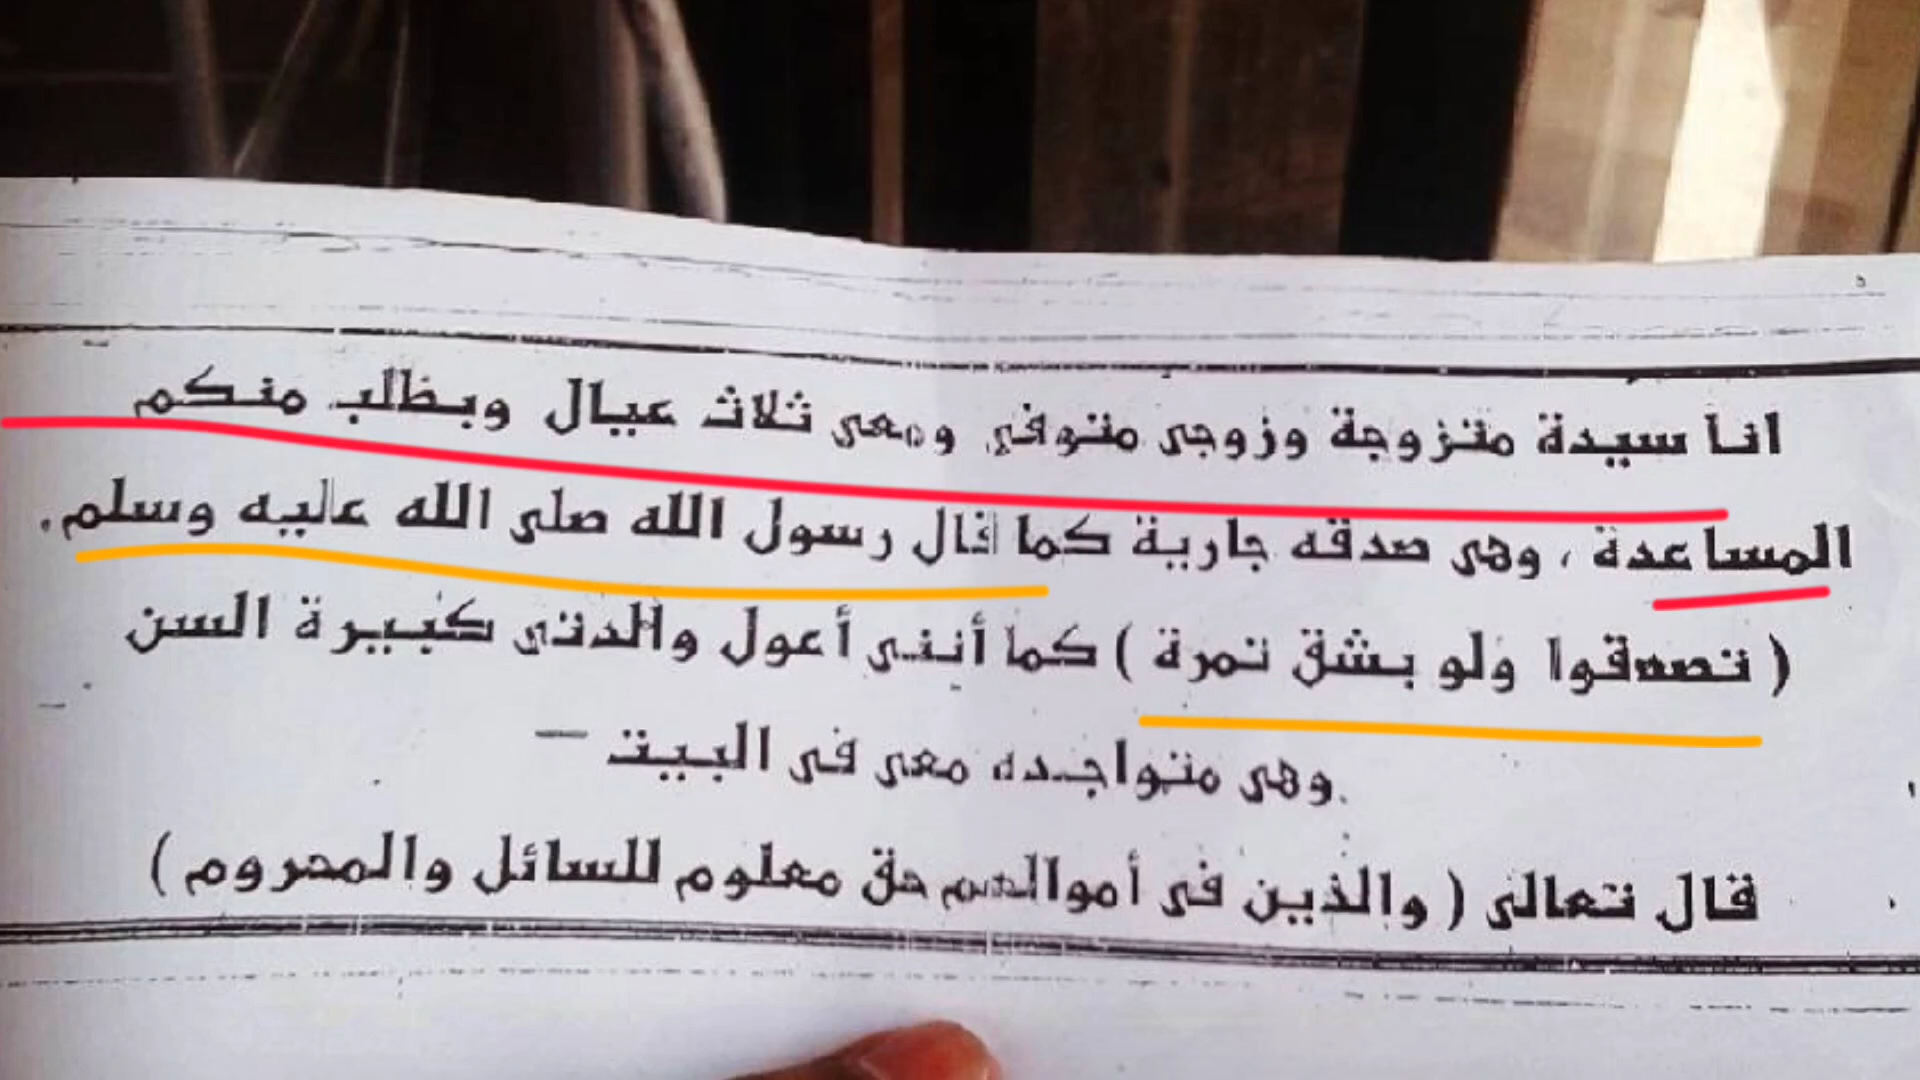 انا سيدة متزوجة وزوجى متوفى ومعى ثلاث عيال وبطلب منكم
المساعدة ، وهى صدقه جارية كما قال رسول الله صلى الله عليه وسلم .
( تصدقوا ولو بشق تمرة ) كما أننى أعول والدتى كبيرة السن
وهى متواجده معى فى البيت –
قال تعالى ( والذين فى أموالهم حق معلوم للسائل والمحروم )